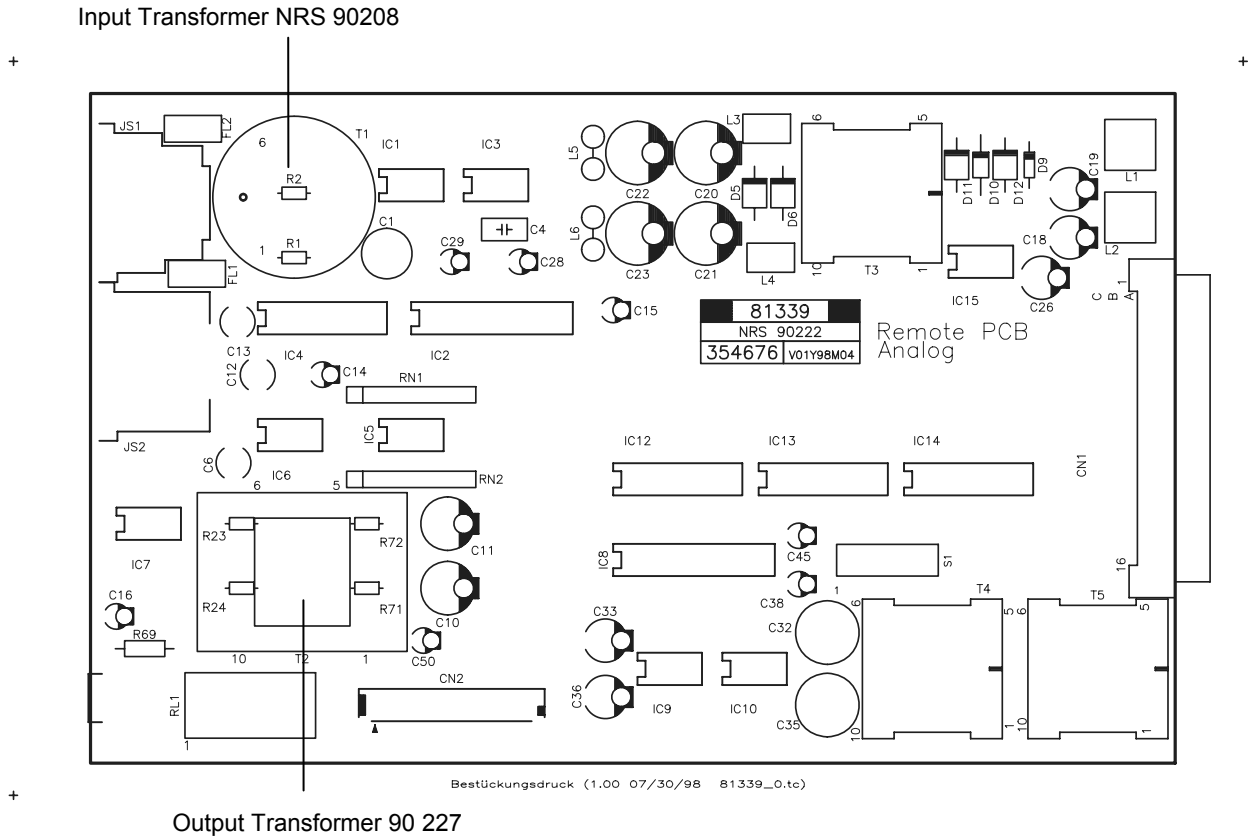 Input Transformer NRS 90208
+ +
JS1 FL2 T1 IC1 IC3 L5 L3 6 5
6 R2 C22 C20 D5 D6 D11 D10 D12 D9 C19 L1
1 R1 C1 C4 L6 C18 L2
FL1 C29 C28 C23 C21 L4 10 T3 1 IC15 C26 C B A 1
C15
81339
NRS 90222
354676 V01Y98M04
Remote PCB
Analog
C13 IC4 IC2
C12 C14 RN1
JS2 IC5 IC12 IC13 IC14 CN1
C6 IC6 RN2
6 5
R23 R72 C11
IC7 IC8 C45 S1 16
R24 R71 C38 1 T4 T5
C16 C10 C33 C32 6 5 6 5
R69 10 T2 1 C50
RL1 CN2 C36 IC9 IC10 C35
1 10 1 10 1
Bestückungsdruck (1.00 07/30/98 81339_0.tc)
+
Output Transformer 90 227